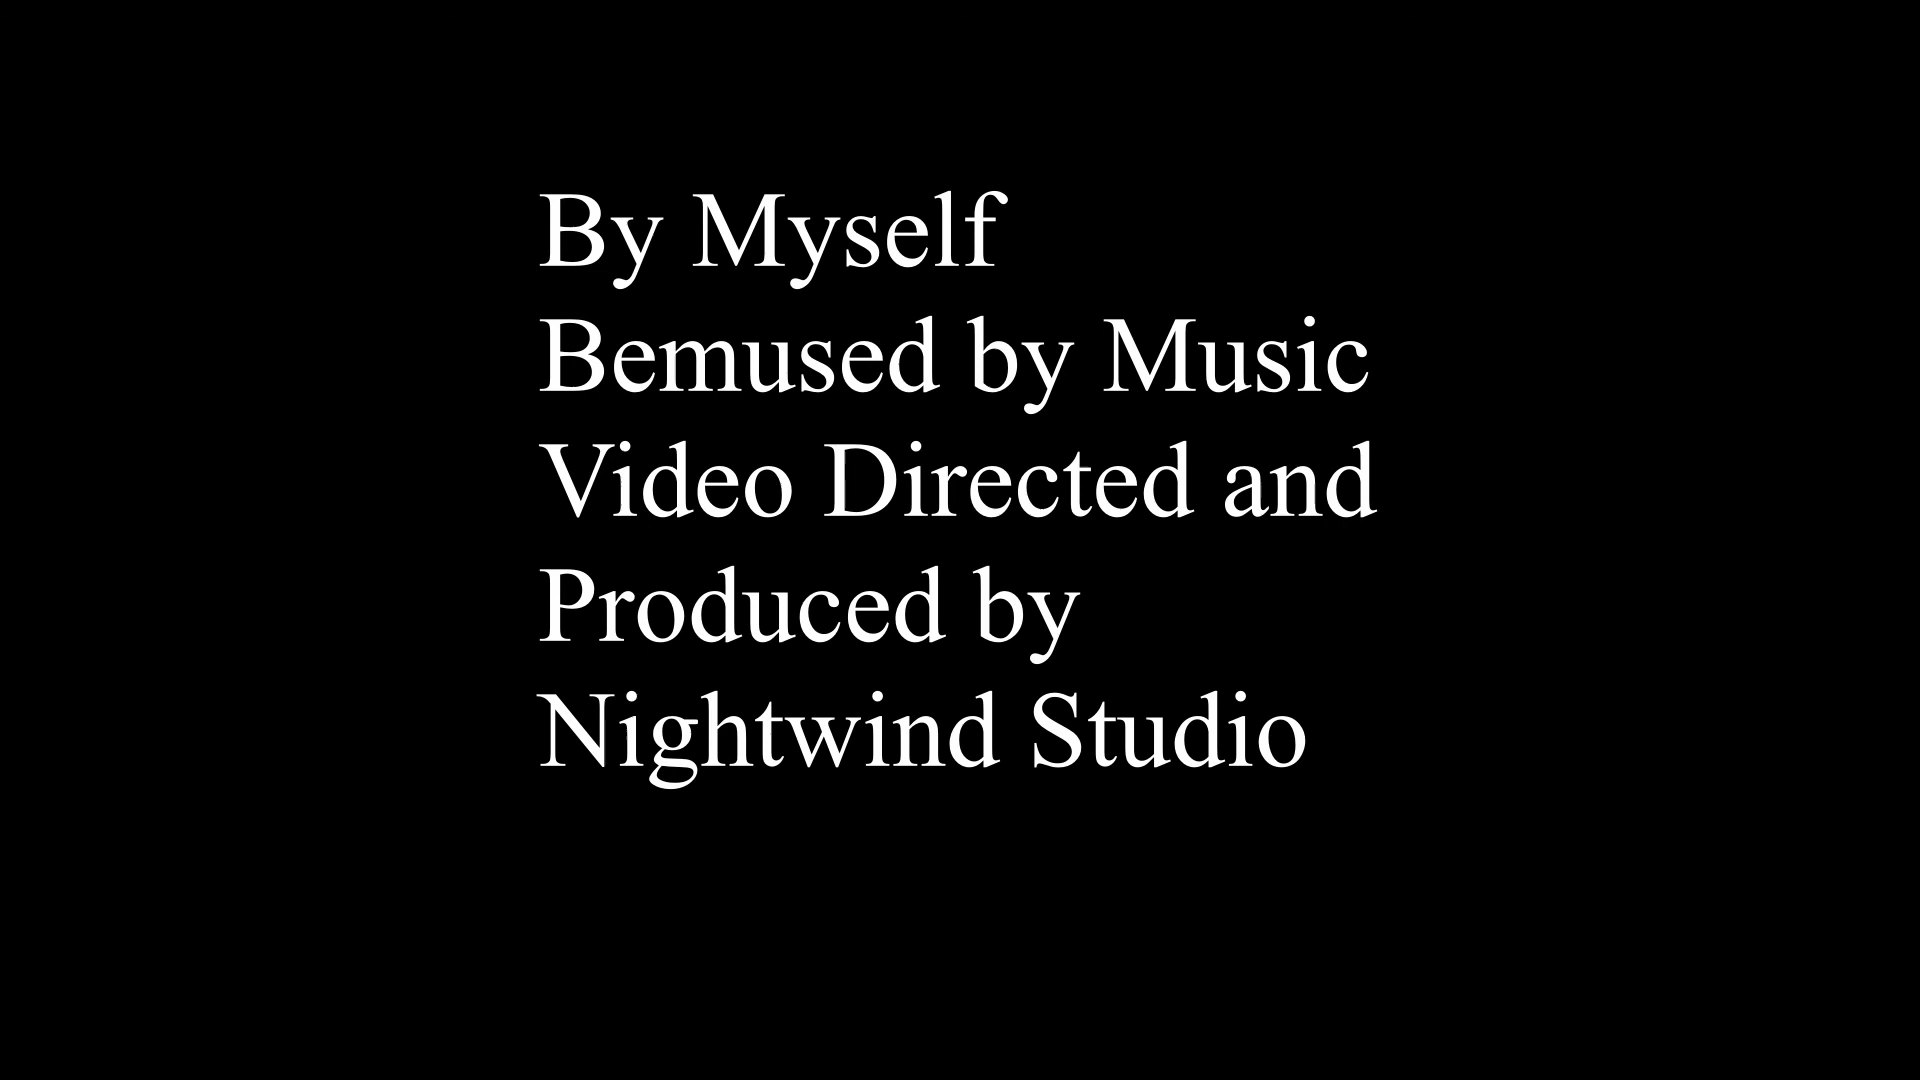 By Myself
Bemused by Music
Video Directed and
Produced by
Nightwind Studio